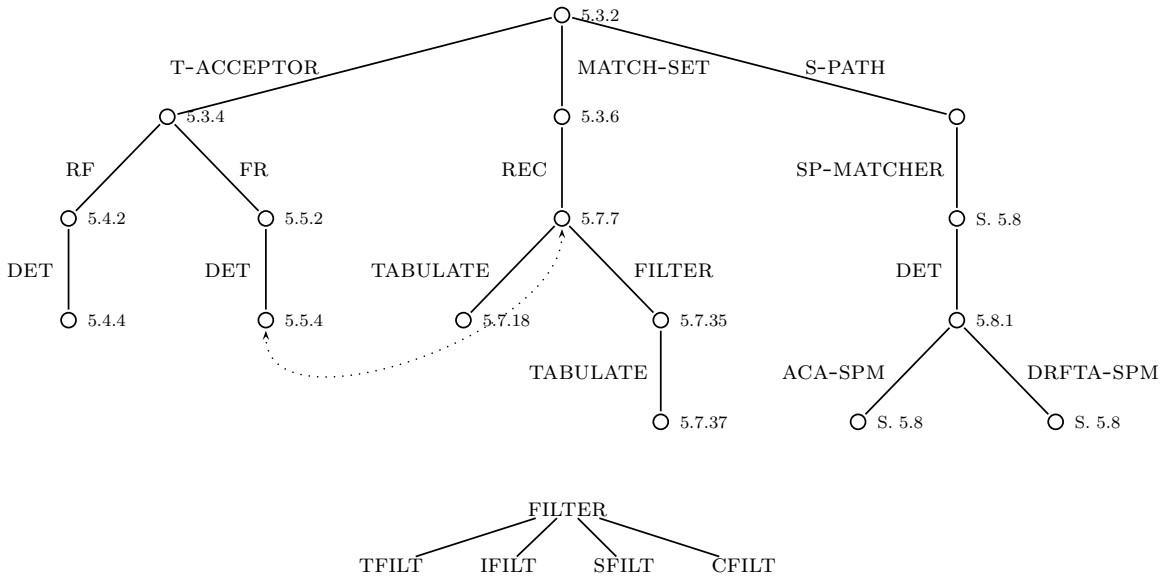 5.3.2
T-ACCEPTOR MATCH-SET S-PATH
5.3.4 5.3.6
RF FR REC SP-MATCHER
5.4.2 5.5.2 5.7.7 S. 5.8
DET DET TABULATE FILTER DET
5.4.4 5.5.4 5.7.18 5.7.35 5.8.1
TABULATE ACA-SPM DRFTA-SPM
5.7.37 S. 5.8 S. 5.8
FILTER
TFILT IFILT SFILT CFILT